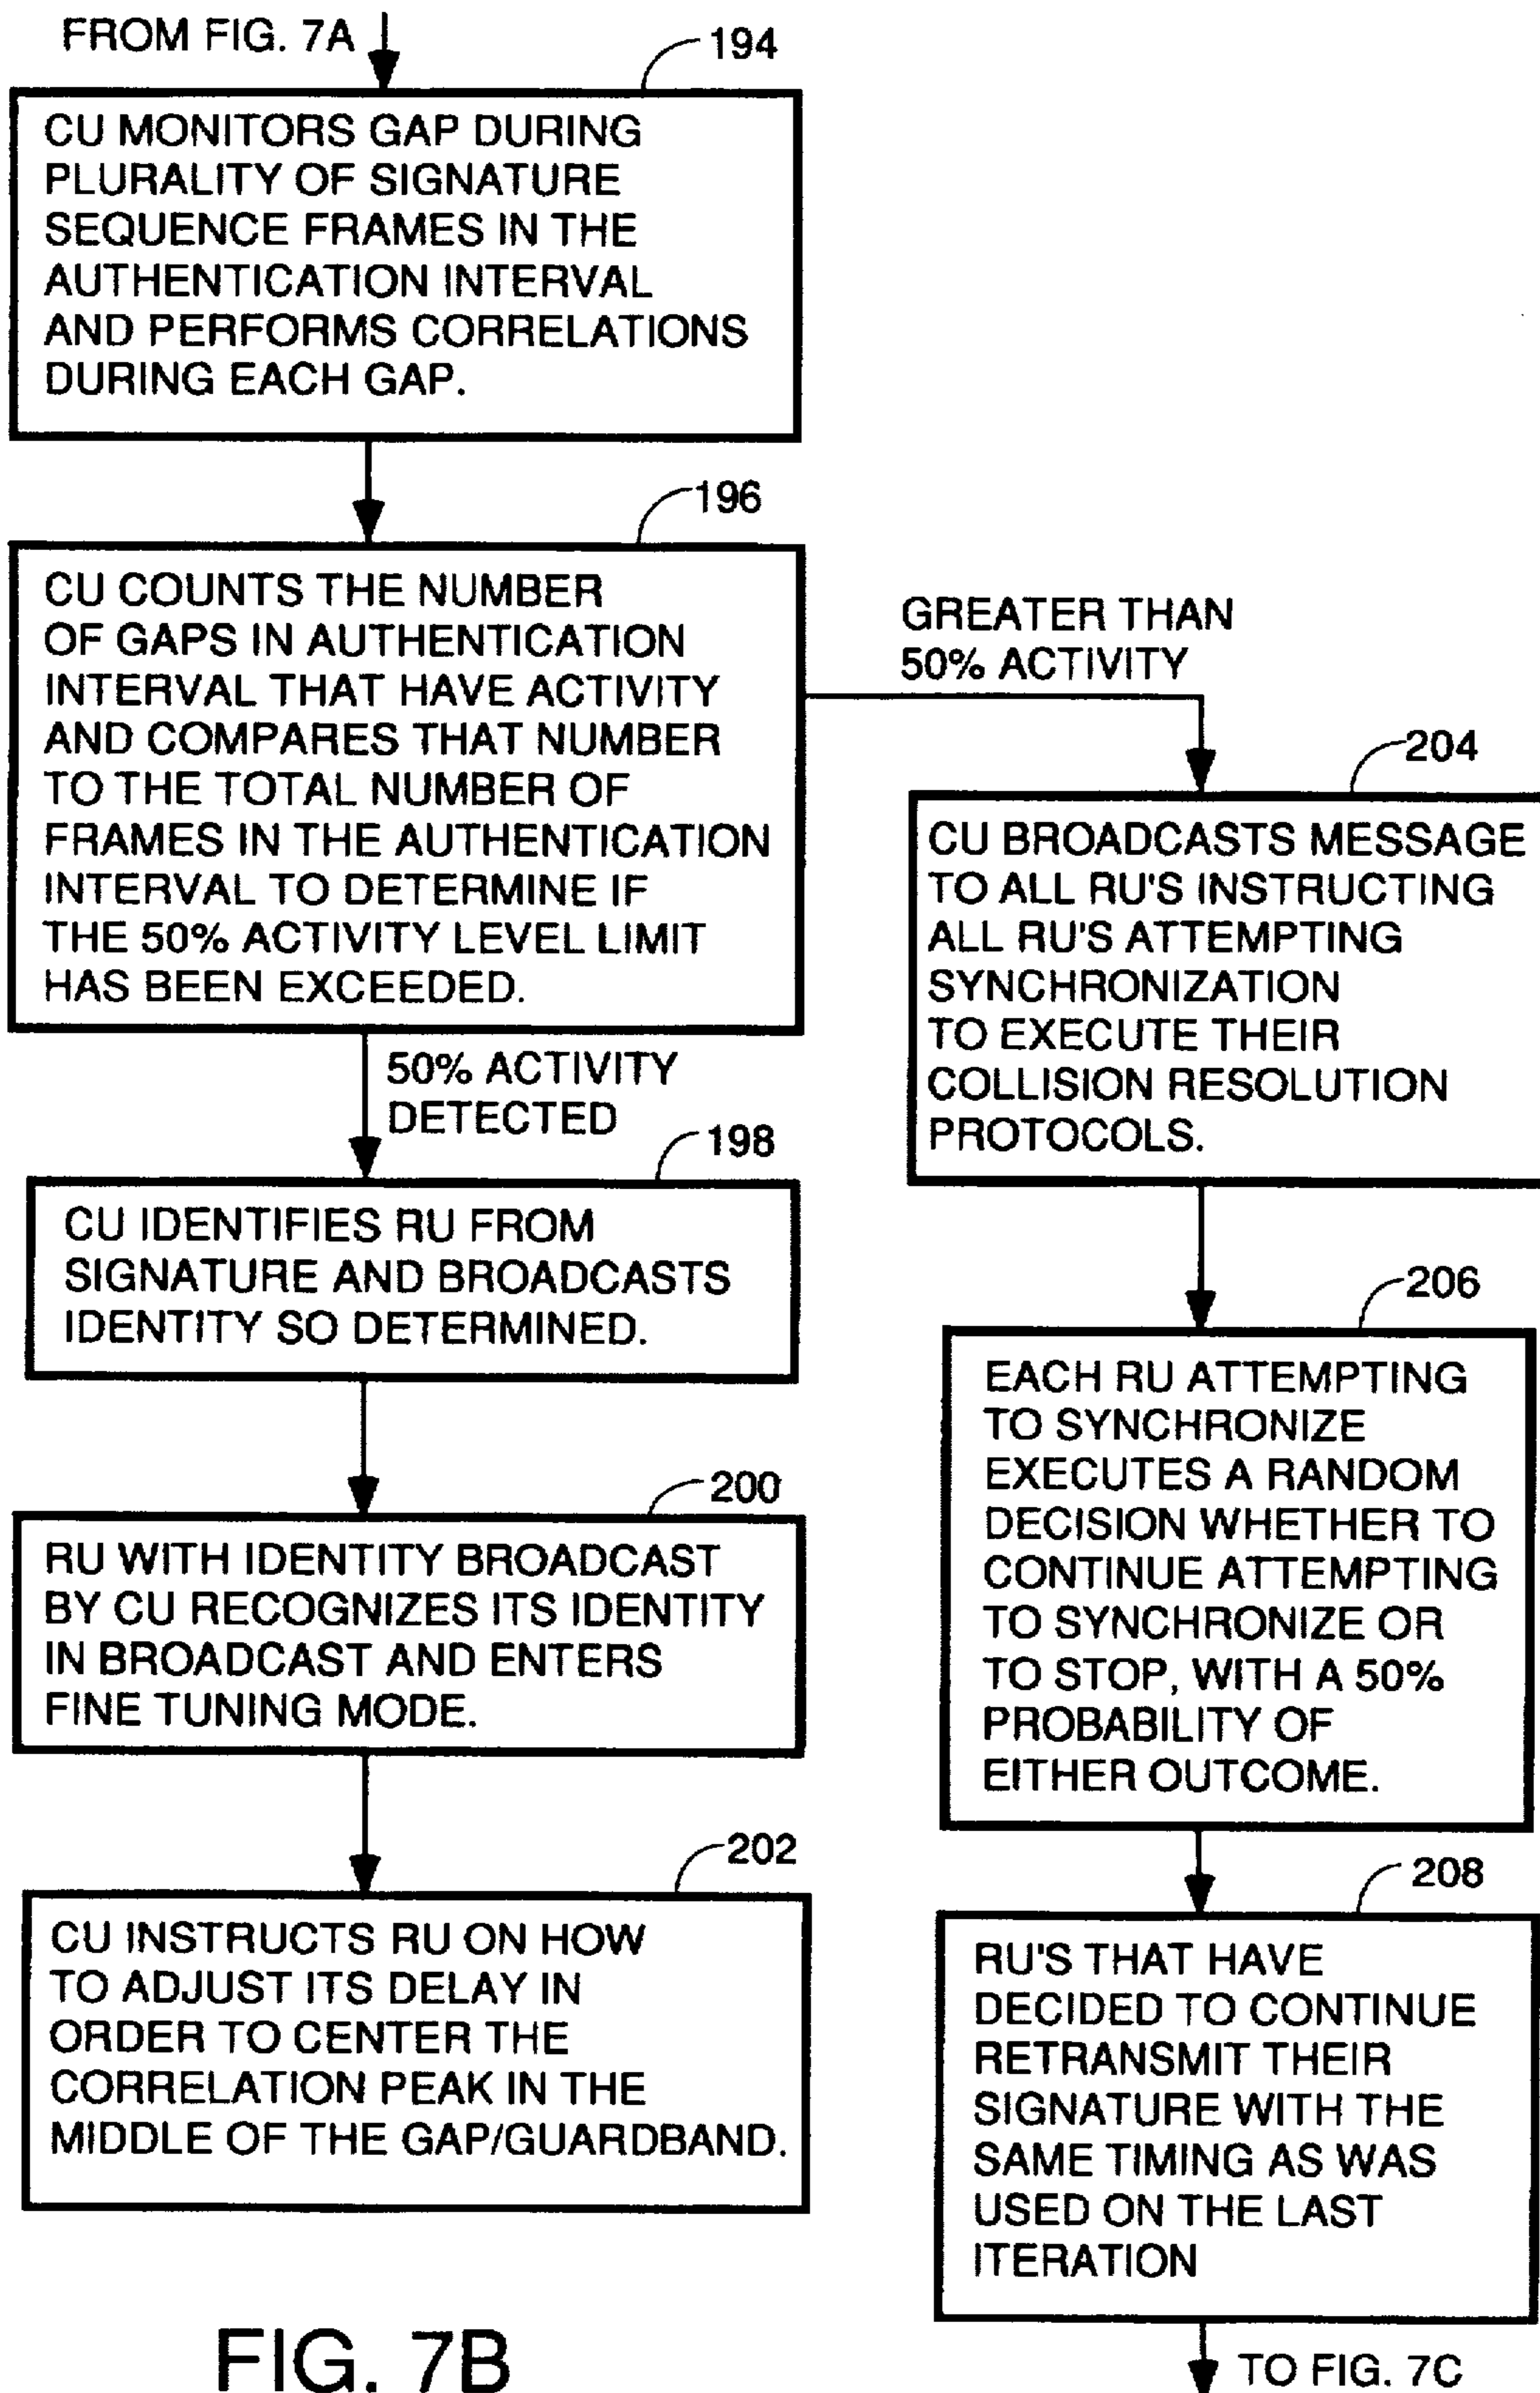 FROM FIG. 7A
194
CU MONITORS GAP DURING
PLURALITY OF SIGNATURE
SEQUENCE FRAMES IN THE
AUTHENTICATION INTERVAL
AND PERFORMS CORRELATIONS
DURING EACH GAP.
196
CU COUNTS THE NUMBER
OF GAPS IN AUTHENTICATION
INTERVAL THAT HAVE ACTIVITY
AND COMPARES THAT NUMBER
TO THE TOTAL NUMBER OF
FRAMES IN THE AUTHENTICATION
INTERVAL TO DETERMINE IF
THE 50% ACTIVITY LEVEL LIMIT
HAS BEEN EXCEEDED.
50% ACTIVITY
DETECTED
198
CU IDENTIFIES RU FROM
SIGNATURE AND BROADCASTS
IDENTITY SO DETERMINED.
200
RU WITH IDENTITY BROADCAST
BY CU RECOGNIZES ITS IDENTITY
IN BROADCAST AND ENTERS
FINE TUNING MODE.
202
CU INSTRUCTS RU ON HOW
TO ADJUST ITS DELAY IN
ORDER TO CENTER THE
CORRELATION PEAK IN THE
MIDDLE OF THE GAP/GUARDBAND.
GREATER THAN
50% ACTIVITY
204
CU BROADCASTS MESSAGE
TO ALL RU'S INSTRUCTING
ALL RU'S ATTEMPTING
SYNCHRONIZATION
TO EXECUTE THEIR
COLLISION RESOLUTION
PROTOCOLS.
206
EACH RU ATTEMPTING
TO SYNCHRONIZE
EXECUTES A RANDOM
DECISION WHETHER TO
CONTINUE ATTEMPTING
TO SYNCHRONIZE OR
TO STOP, WITH A 50%
PROBABILITY OF
EITHER OUTCOME.
208
RU'S THAT HAVE
DECIDED TO CONTINUE
RETRANSMIT THEIR
SIGNATURE WITH THE
SAME TIMING AS WAS
USED ON THE LAST
ITERATION
TO FIG. 7C
FIG. 7B